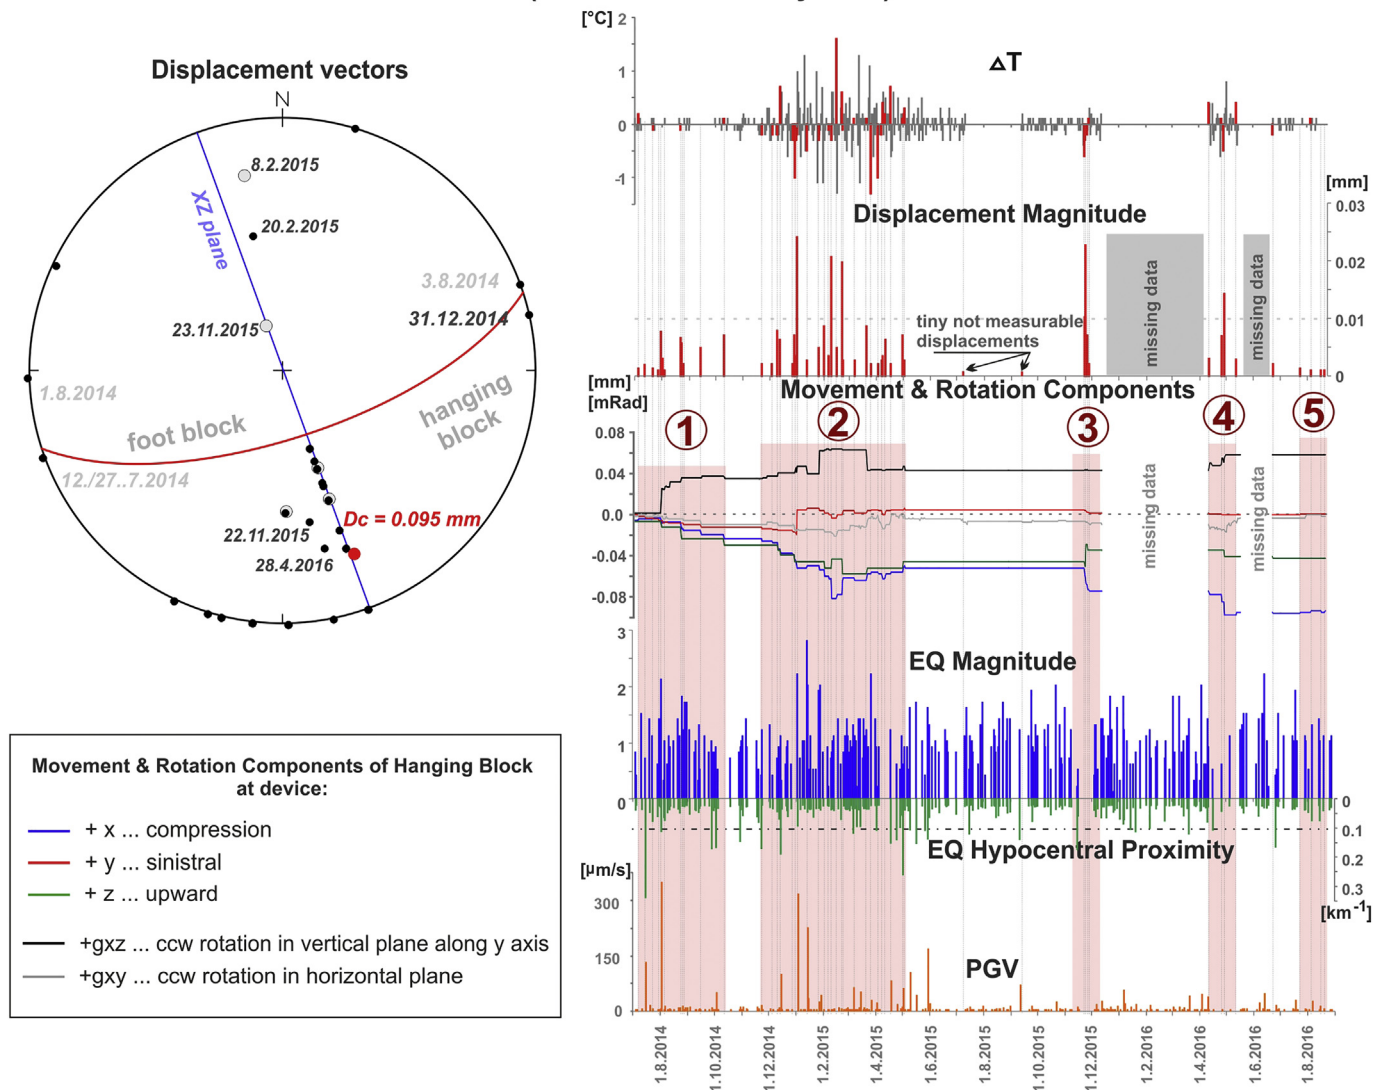 Displacement vectors
N
8.2.2015
20.2.2015
XZ plane
3.8.2014
31.12.2014
23.11.2015
1.8.2014
foot block
hanging
block
12./27..7.2014
Dc = 0.095 mm
22.11.2015
28.4.2016
Movement & Rotation Components of Hanging Block
at device:
+ x ... compression
+ y ... sinistral
+ z ... upward
+gxz ... ccw rotation in vertical plane along y axis
+gxy ... ccw rotation in horizontal plane
[°C]
2
1
0
-1
ΔT
[mm]
0.03
0.02
0.01
0
Displacement Magnitude
missing data
missing data
tiny not measurable
displacements
[mm]
[mRad]
Movement & Rotation Components
1
2
3
4
5
0.08
0.04
0.0
-0.04
-0.08
missing data
missing data
3
2
1
0
EQ Magnitude
0
0.1
0.2
0.3
[km⁻¹]
EQ Hypocentral Proximity
[µm/s]
300
150
0
PGV
1.8.2014
1.10.2014
1.12.2014
1.2.2015
1.4.2015
1.6.2015
1.8.2015
1.10.2015
1.12.2015
1.2.2016
1.4.2016
1.6.2016
1.8.2016